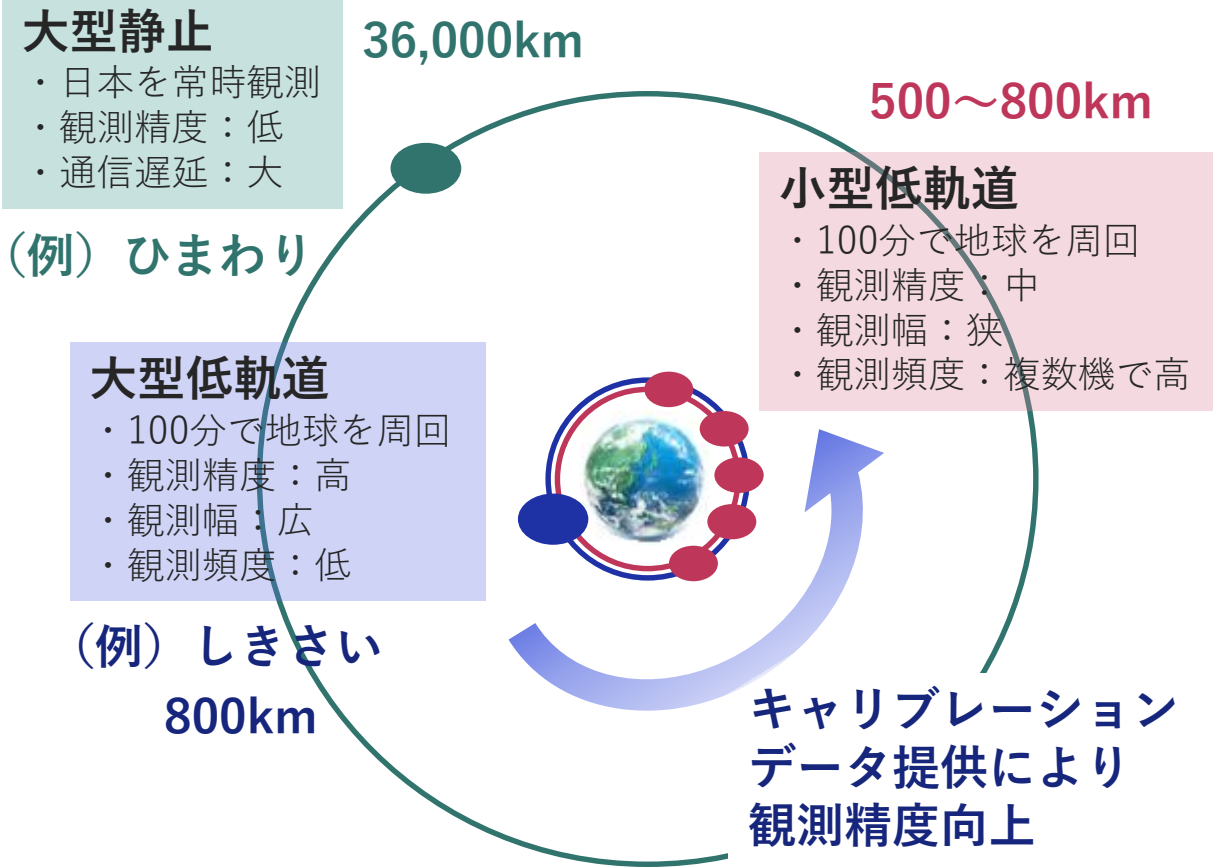 大型静止
・日本を常時観測
・観測精度：低
・通信遅延：大
（例）ひまわり
36,000km
500～800km
小型低軌道
・100分で地球を周回
・観測精度：中
・観測幅：狭
・観測頻度：複数機で高
大型低軌道
・100分で地球を周回
・観測精度：高
・観測幅：広
・観測頻度：低
（例）しきさい
800km
キャリブレーション
データ提供により
観測精度向上